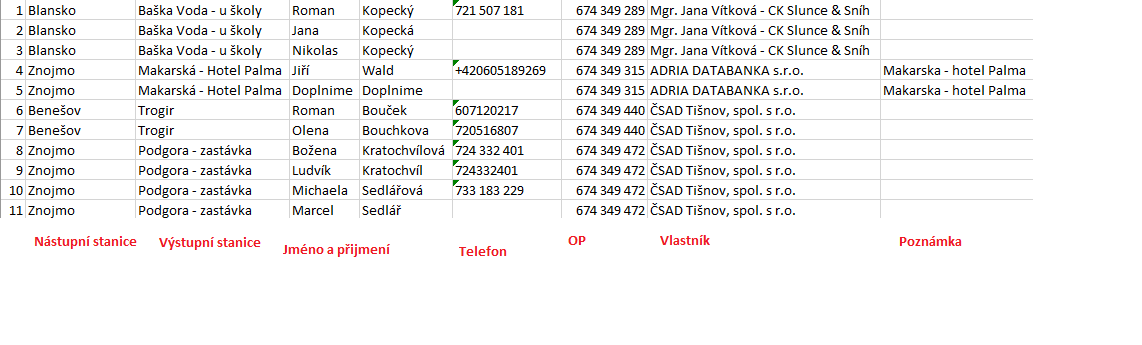 1 Blansko Baška Voda - u školy Roman Kopecký 721 507 181 674 349 289 Mgr. Jana Vítková - CK Slunce & Sníh
2 Blansko Baška Voda - u školy Jana Kopecká 674 349 289 Mgr. Jana Vítková - CK Slunce & Sníh
3 Blansko Baška Voda - u školy Nikolas Kopecký 674 349 289 Mgr. Jana Vítková - CK Slunce & Sníh
4 Znojmo Makarská - Hotel Palma Jiří Wald +420605189269 674 349 315 ADRIA DATABANKA s.r.o. Makarska - hotel Palma
5 Znojmo Makarská - Hotel Palma Doplnime Doplnime 674 349 315 ADRIA DATABANKA s.r.o. Makarska - hotel Palma
6 Benešov Trogir Roman Bouček 607120217 674 349 440 ČSAD Tišnov, spol. s r.o.
7 Benešov Trogir Olena Bouchkova 720516807 674 349 440 ČSAD Tišnov, spol. s r.o.
8 Znojmo Podgora - zastávka Božena Kratochvílová 724 332 401 674 349 472 ČSAD Tišnov, spol. s r.o.
9 Znojmo Podgora - zastávka Ludvík Kratochvíl 724332401 674 349 472 ČSAD Tišnov, spol. s r.o.
10 Znojmo Podgora - zastávka Michaela Sedlářová 733 183 229 674 349 472 ČSAD Tišnov, spol. s r.o.
11 Znojmo Podgora - zastávka Marcel Sedlář 674 349 472 ČSAD Tišnov, spol. s r.o.
Nástupní stanice Výstupní stanice Jméno a přijmení Telefon OP Vlastník Poznámka